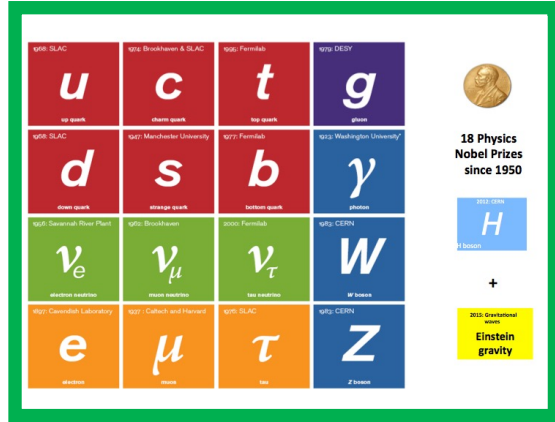 1968: SLAC
u
up quark
1974: Brookhaven & SLAC
c
charm quark
1995: Fermilab
t
top quark
1979: DESY
g
gluon
1968: SLAC
d
down quark
1947: Manchester University
s
strange quark
1977: Fermilab
b
bottom quark
1923: Washington University*
γ
photon
1956: Savannah River Plant
νe
electron neutrino
1962: Brookhaven
νμ
muon neutrino
2000: Fermilab
ντ
tau neutrino
1983: CERN
W
W boson
1897: Cavendish Laboratory
e
electron
1937 : Caltech and Harvard
μ
muon
1976: SLAC
τ
tau
1983: CERN
Z
Z boson
18 Physics
Nobel Prizes
since 1950
2012: CERN
H
H boson
+
2015: Gravitational
waves
Einstein
gravity